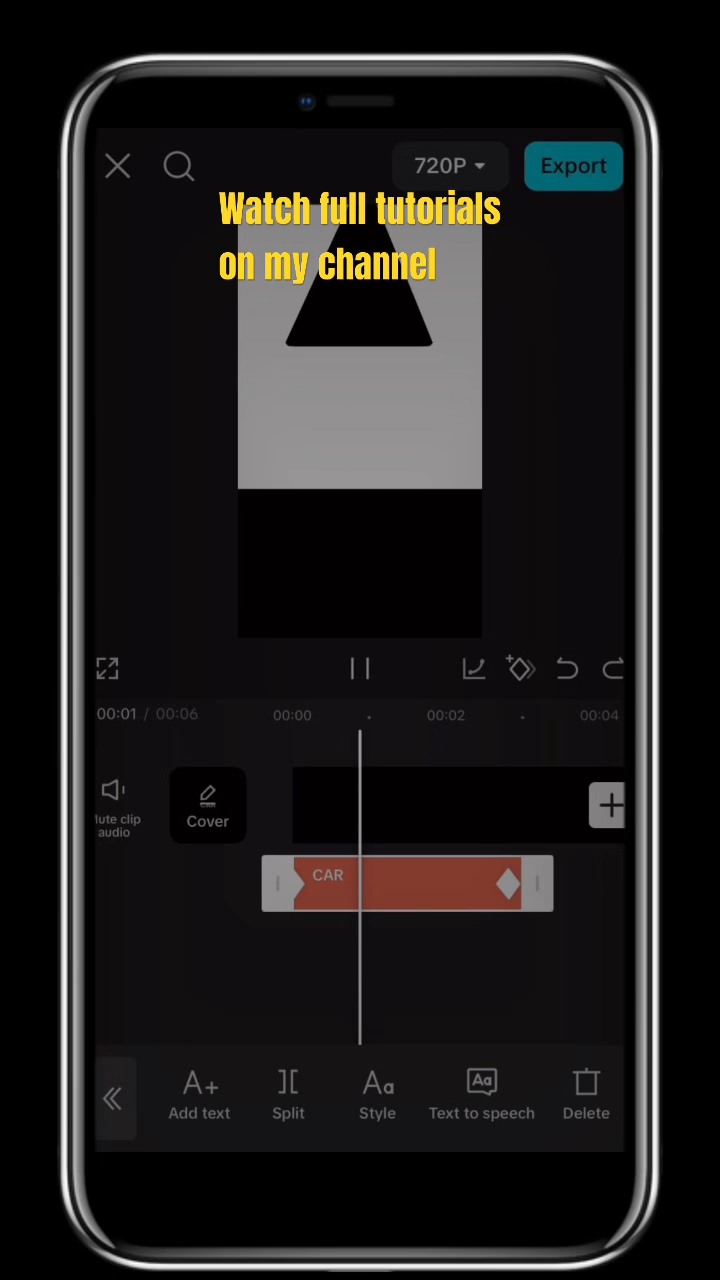 720P
Export
Watch full tutorials
on my channel
00:01 / 00:06
00:00
00:02
00:04
Mute clip
audio
Cover
CAR
Add text
Split
Style
Text to speech
Delete